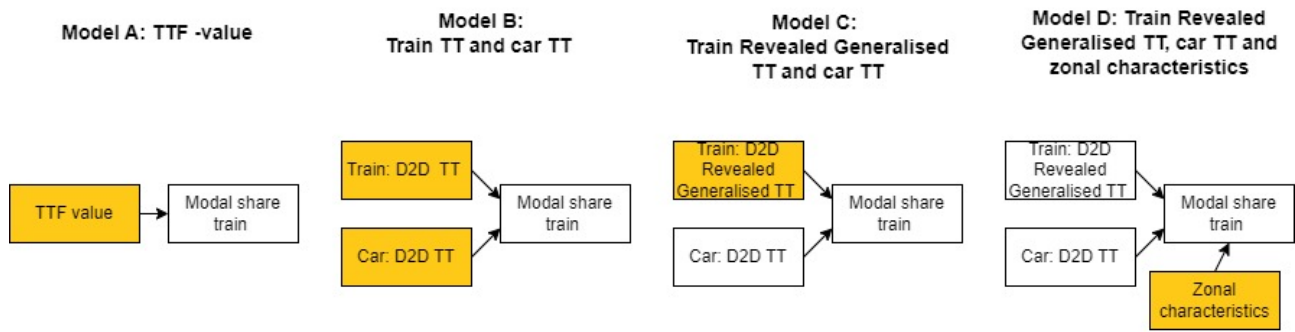 Model A: TTF -value
Model B:
Train TT and car TT
Model C:
Train Revealed Generalised
TT and car TT
Model D: Train Revealed
Generalised TT, car TT and
zonal characteristics
TTF value
Modal share
train
Train: D2D  TT
Car: D2D TT
Modal share
train
Train: D2D
Revealed
Generalised TT
Car: D2D TT
Modal share
train
Train: D2D
Revealed
Generalised TT
Car: D2D TT
Modal share
train
Zonal
characteristics